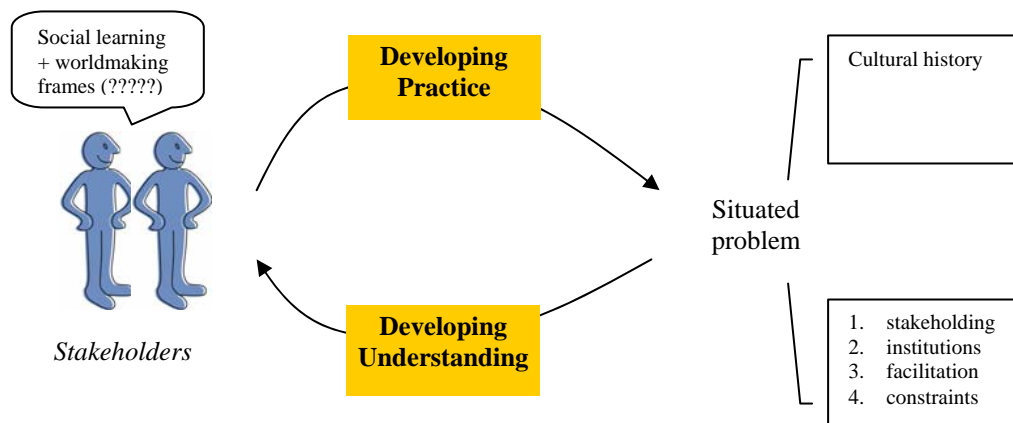 Social learning
+ worldmaking
frames (?????)
Stakeholders
Developing
Practice
Developing
Understanding
Situated
problem
Cultural history
1. stakeholding
2. institutions
3. facilitation
4. constraints